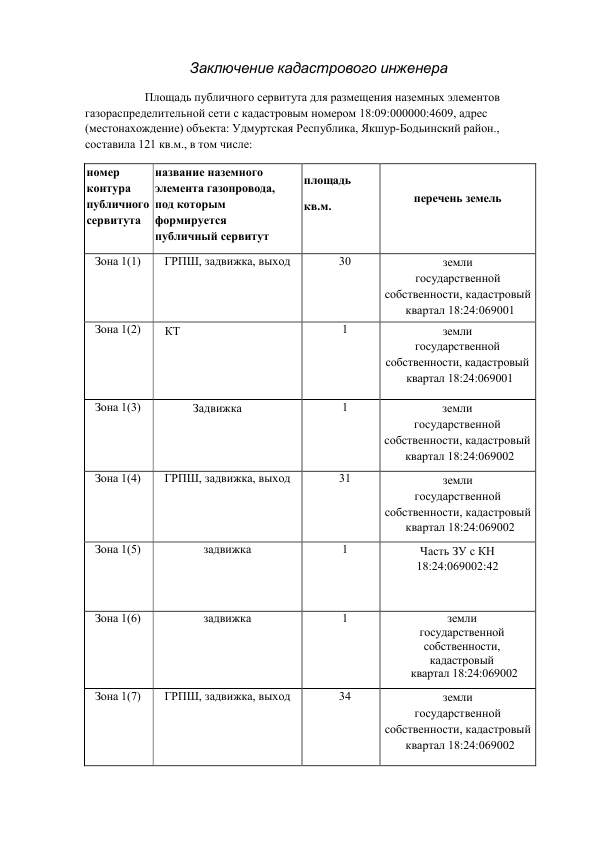 Заключение кадастрового инженера
Площадь публичного сервитута для размещения наземных элементов
газораспределительной сети с кадастровым номером 18:09:000000:4609, адрес
(местонахождение) объекта: Удмуртская Республика, Якшур-Бодьинский район.,
составила 121 кв.м., в том числе:
номер
контура
публичного
сервитута
название наземного
элемента газопровода,
под которым
формируется
публичный сервитут
площадь
кв.м.
перечень земель
Зона 1(1)
ГРПШ, задвижка, выход
30
земли
государственной
собственности, кадастровый
квартал 18:24:069001
Зона 1(2)
КТ
1
земли
государственной
собственности, кадастровый
квартал 18:24:069001
Зона 1(3)
Задвижка
1
земли
государственной
собственности, кадастровый
квартал 18:24:069002
Зона 1(4)
ГРПШ, задвижка, выход
31
земли
государственной
собственности, кадастровый
квартал 18:24:069002
Зона 1(5)
задвижка
1
Часть ЗУ с КН
18:24:069002:42
Зона 1(6)
задвижка
1
земли
государственной
собственности,
кадастровый
квартал 18:24:069002
Зона 1(7)
ГРПШ, задвижка, выход
34
земли
государственной
собственности, кадастровый
квартал 18:24:069002